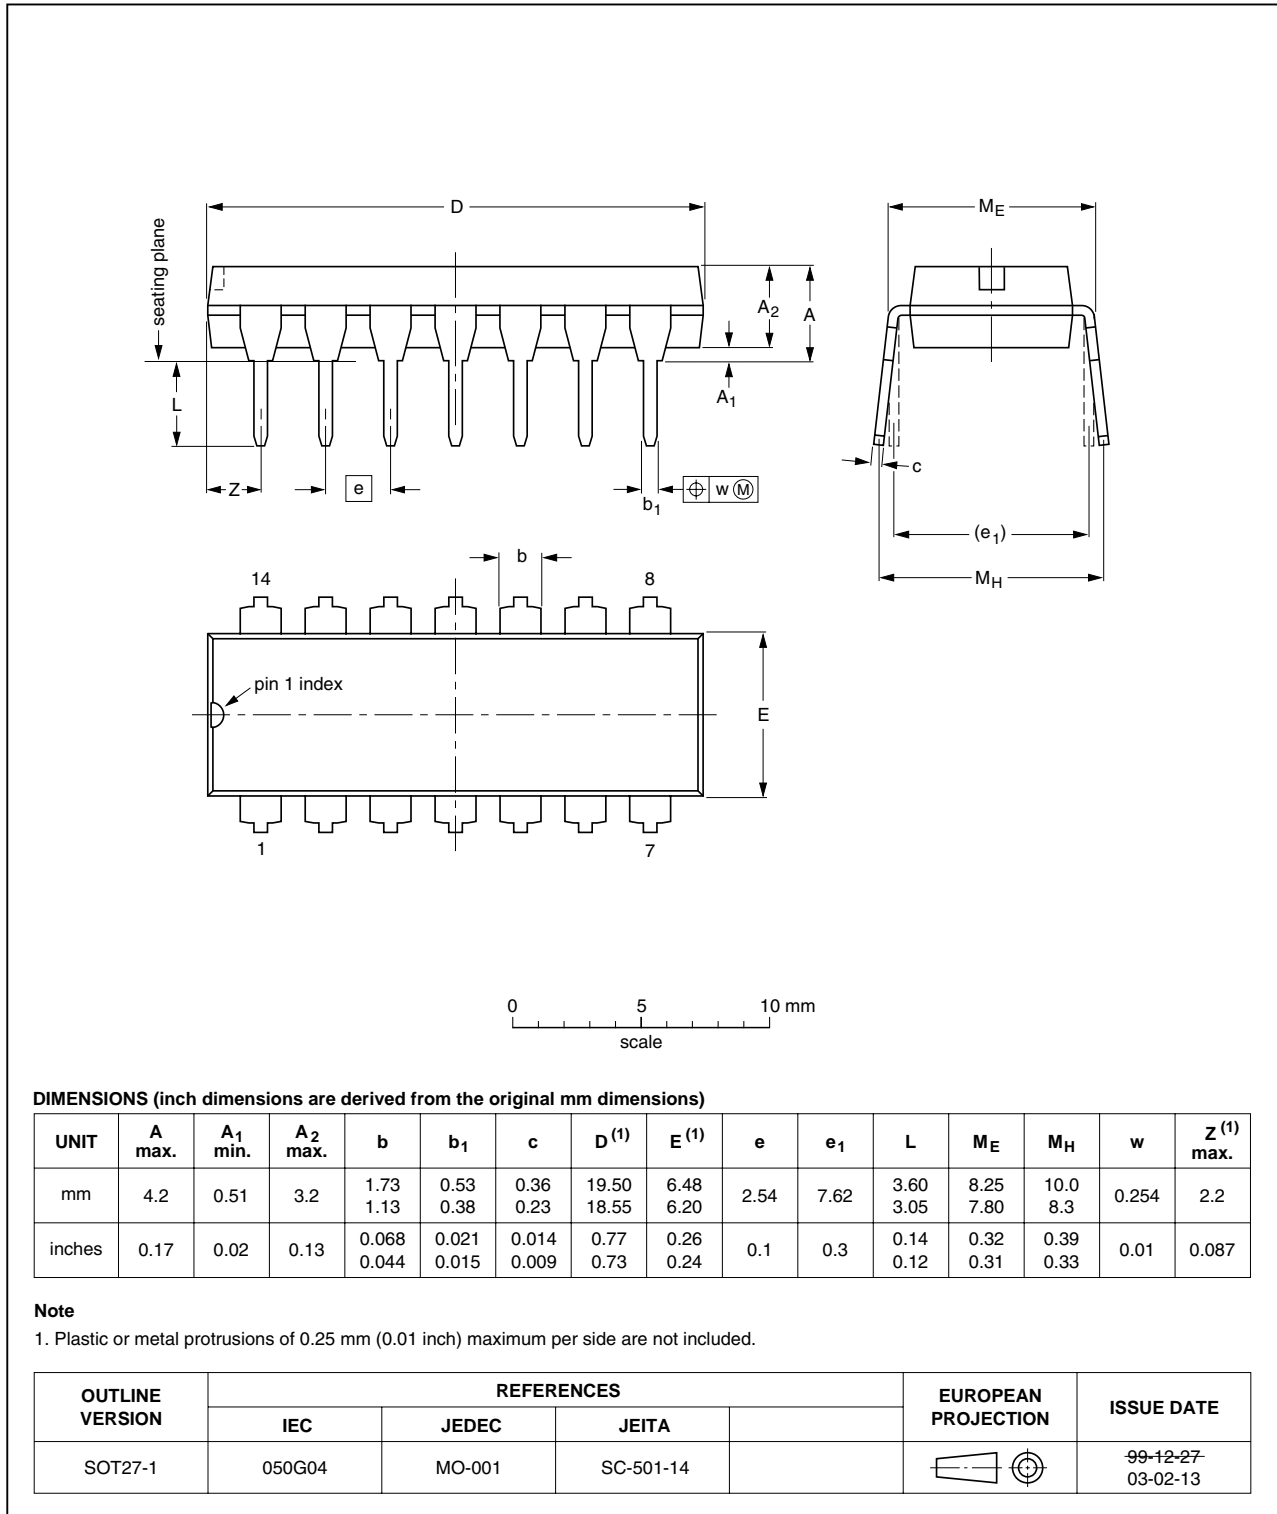 D
ME
seating plane
A2
A
L
A1
c
Z
e
b1
w M
(e1)
b
MH
14
8
pin 1 index
E
1
7
0
5
10 mm
scale
DIMENSIONS (inch dimensions are derived from the original mm dimensions)
UNIT A max. A1 min. A2 max. b b1 c D(1) E(1) e e1 L ME MH w Z(1) max.
mm 4.2 0.51 3.2 1.73 1.13 0.53 0.38 0.36 0.23 19.50 18.55 6.48 6.20 2.54 7.62 3.60 3.05 8.25 7.80 10.0 8.3 0.254 2.2
inches 0.17 0.02 0.13 0.068 0.044 0.021 0.015 0.014 0.009 0.77 0.73 0.26 0.24 0.1 0.3 0.14 0.12 0.32 0.31 0.39 0.33 0.01 0.087
Note
1. Plastic or metal protrusions of 0.25 mm (0.01 inch) maximum per side are not included.
OUTLINE VERSION REFERENCES EUROPEAN PROJECTION ISSUE DATE
IEC JEDEC JEITA
SOT27-1 050G04 MO-001 SC-501-14 99-12-27
03-02-13